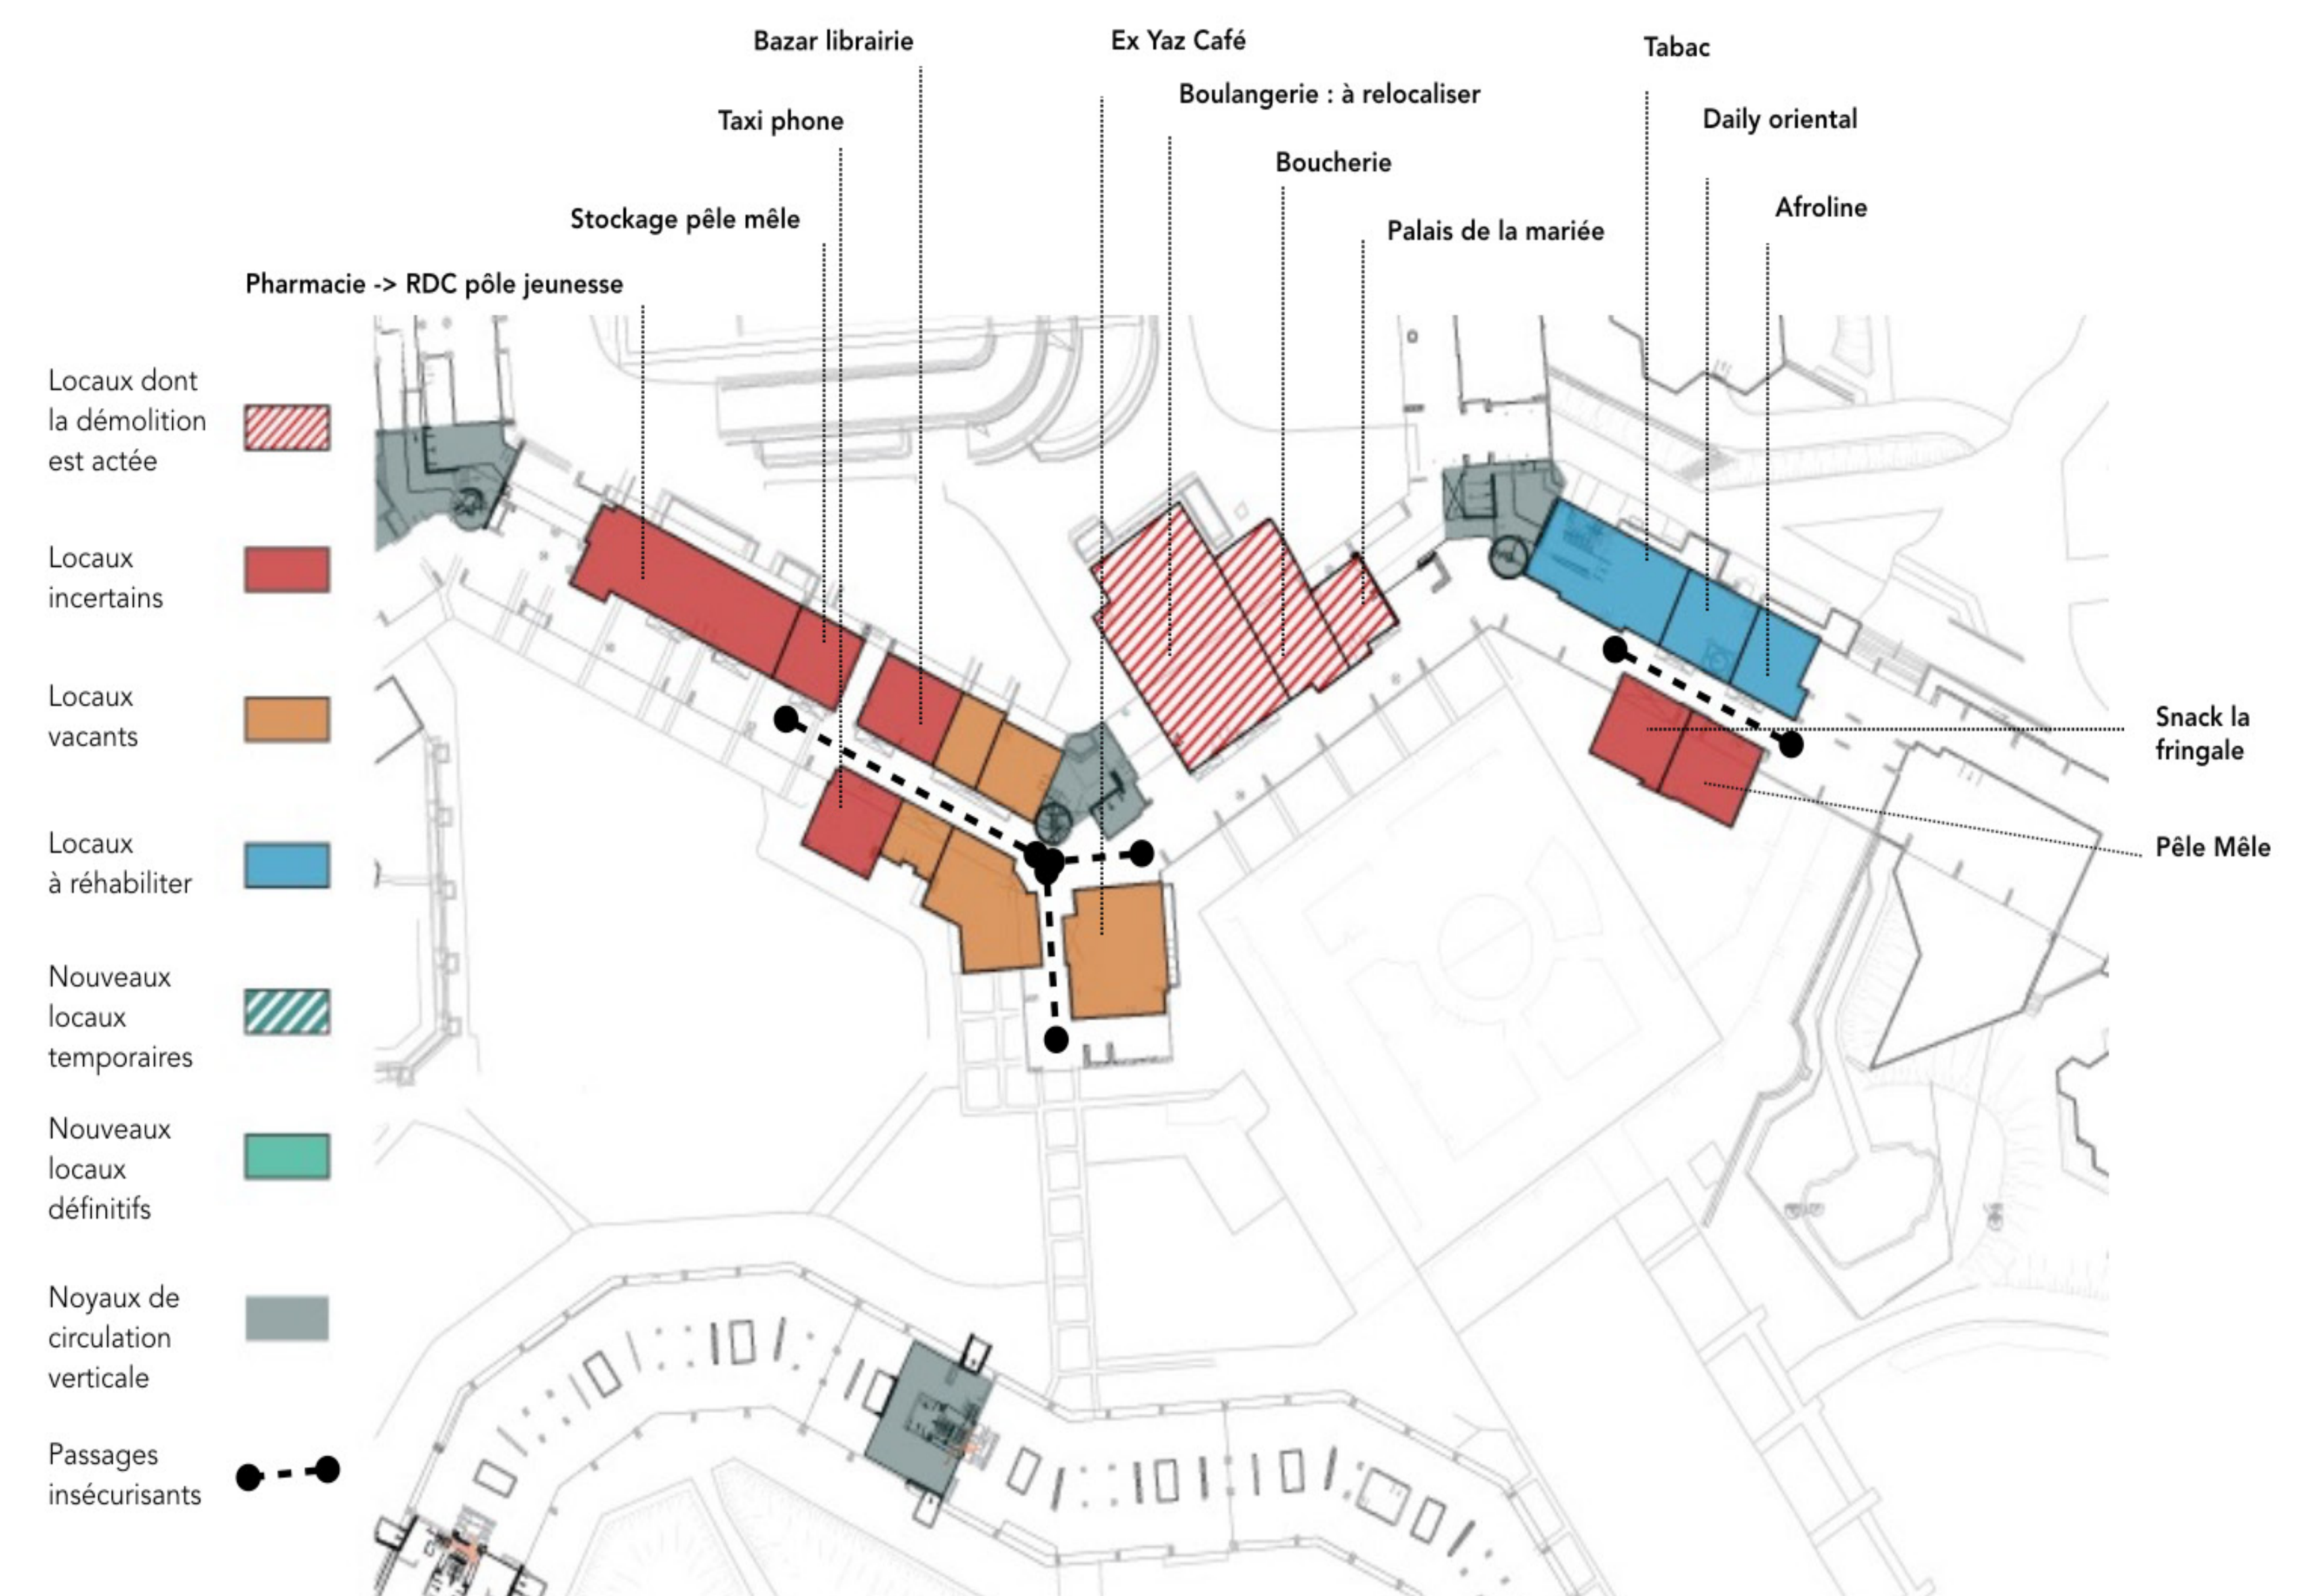 Bazar librairie
Ex Yaz Café
Tabac
Boulangerie : à relocaliser
Taxi phone
Daily oriental
Boucherie
Stockage pêle mêle
Afroline
Palais de la mariée
Pharmacie -> RDC pôle jeunesse
Locaux dont
la démolition
est actée
Locaux
incertains
Locaux
vacants
Locaux
à réhabiliter
Nouveaux
locaux
temporaires
Nouveaux
locaux
définitifs
Noyaux de
circulation
verticale
Passages
insécurisants
Snack la
fringale
Pêle Mêle